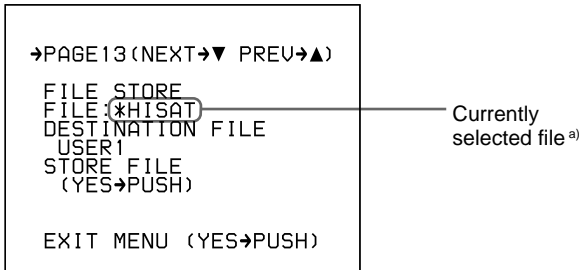 ➔PAGE13(NEXT➔▼ PREV➔▲)
FILE STORE
FILE:*HISAT
DESTINATION FILE
USER1
STORE FILE
(YES➔PUSH)
EXIT MENU (YES➔PUSH)
Currently
selected file a)